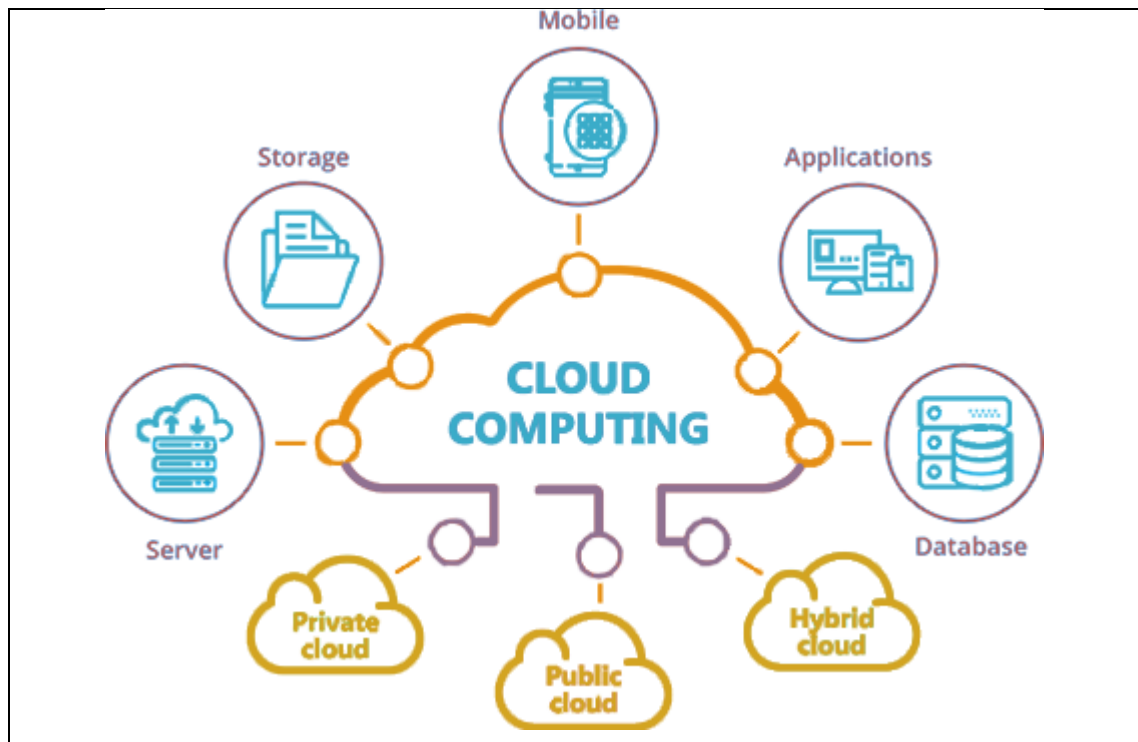 Mobile
Storage
Applications
CLOUD
COMPUTING
Server
Database
Private
cloud
Public
cloud
Hybrid
cloud